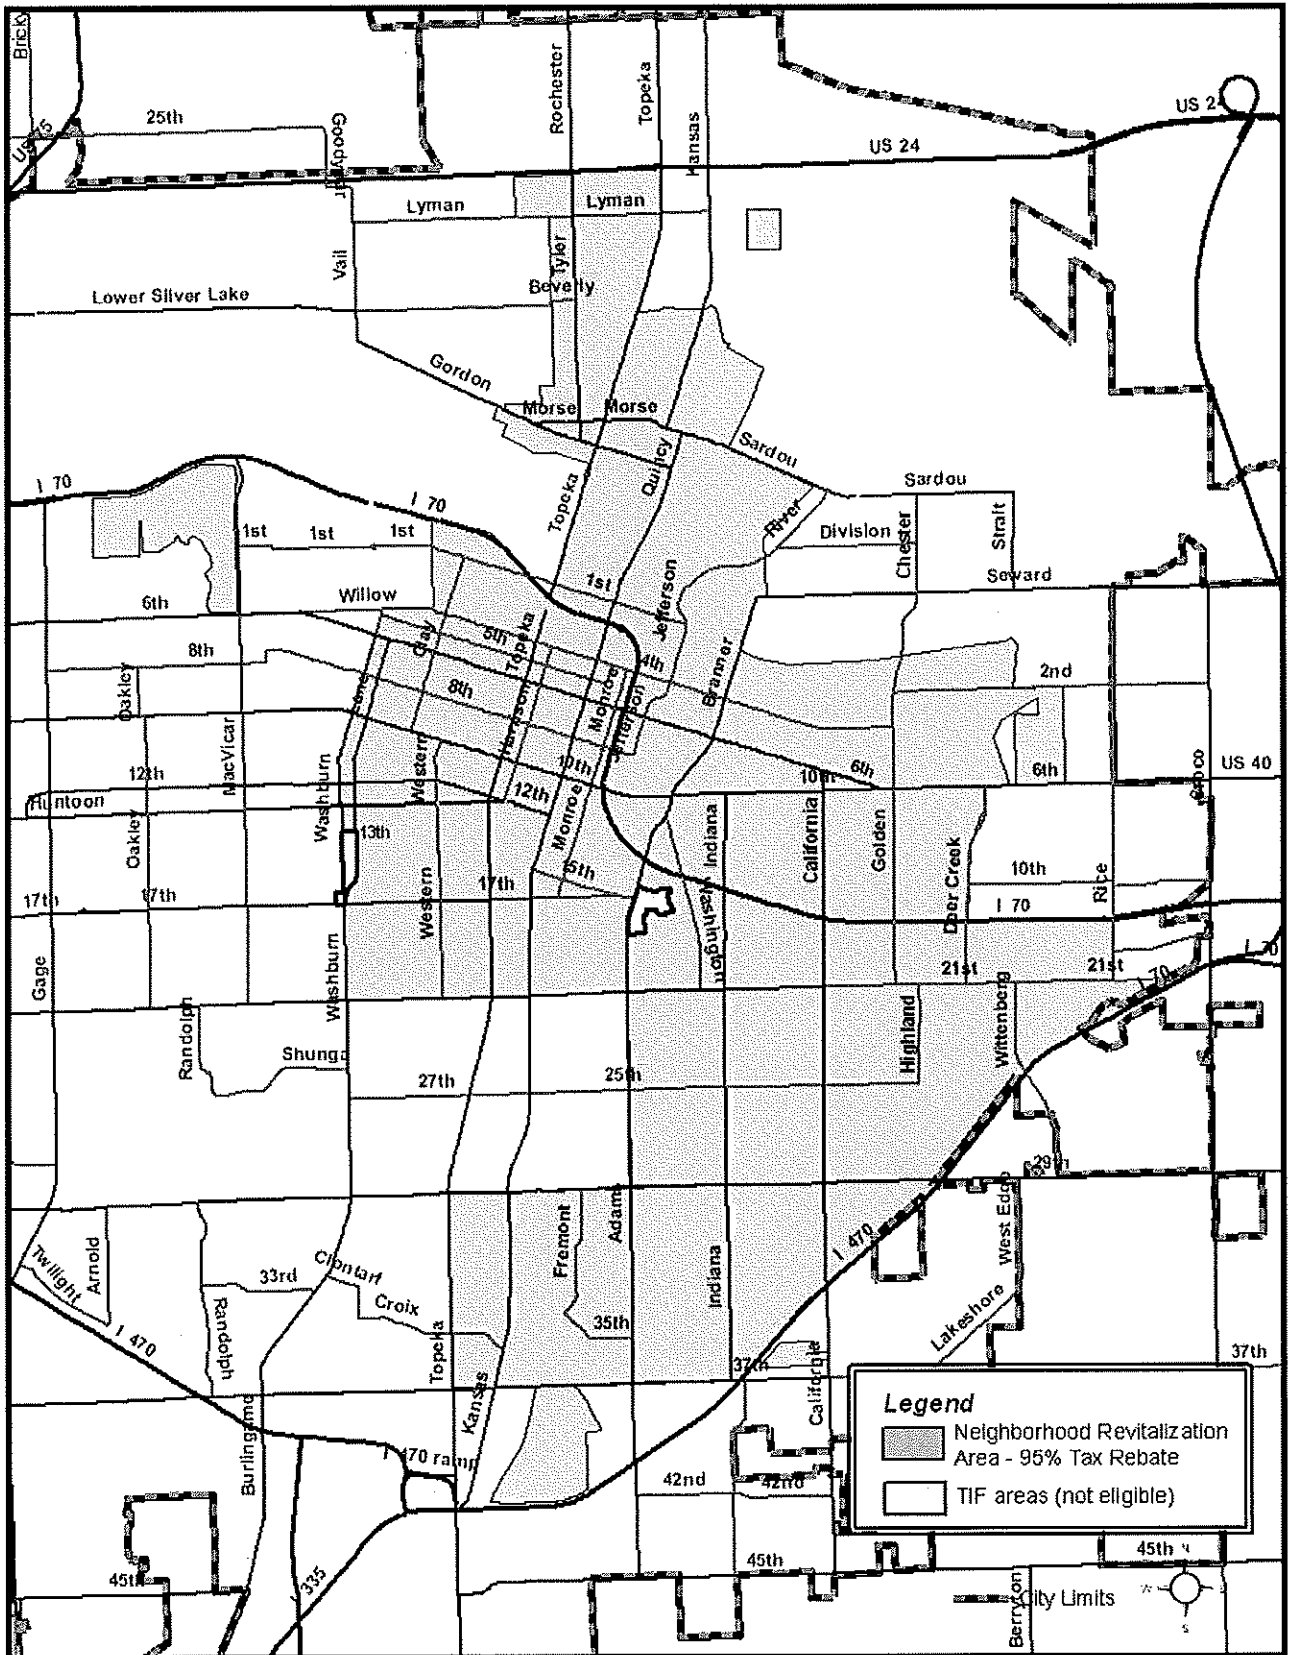 Rochester
Topeka
Kansas
25th
US 24
Lyman
Lyman
Vail
Tyler
Beverly
Lower Silver Lake
Gordon
Morse
Morse
Sardou
Quincy
Topeka
I 70
I 70
Sardou
River
Division
Chester
Strait
1st
1st
1st
1st
Seward
Jefferson
6th
Willow
5th
4th
Clay
Topeka
Branner
8th
8th
2nd
Lane
Oakley
Harrison
Monroe
Jefferson
MacVicar
Western
10th
6th
10th
6th
US 40
12th
12th
Huntoon
Washburn
Oakley
13th
Monroe
Indiana
California
Golden
Deer Creek
10th
Rice
15th
17th
17th
17th
Western
Washington
I 70
Gage
Washburn
21st
21st
I 70
70
Randolph
Highland
Wittenberg
Shunga
27th
25th
29th
Arnold
Twilight
Fremont
Adams
Indiana
I 470
West Edge
33rd
Clontarf
Croix
Randolph
35th
Lakeshore
I 470
Topeka
37th
37th
Kansas
California
Burlingame
I 470 ramp
42nd
42nd
Legend
Neighborhood Revitalization
Area - 95% Tax Rebate
TIF areas (not eligible)
45th
45th
45th
335
City Limits
Berryton
S